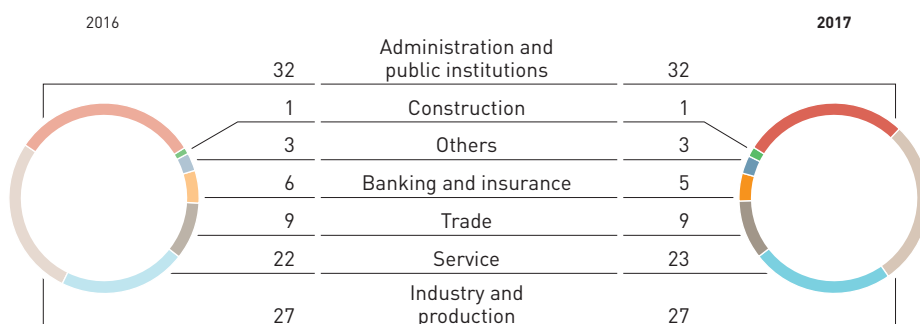 2016 2017
Administration and
32 public institutions 32
1 Construction 1
3 Others 3
6 Banking and insurance 5
9 Trade 9
22 Service 23
Industry and
27 production 27